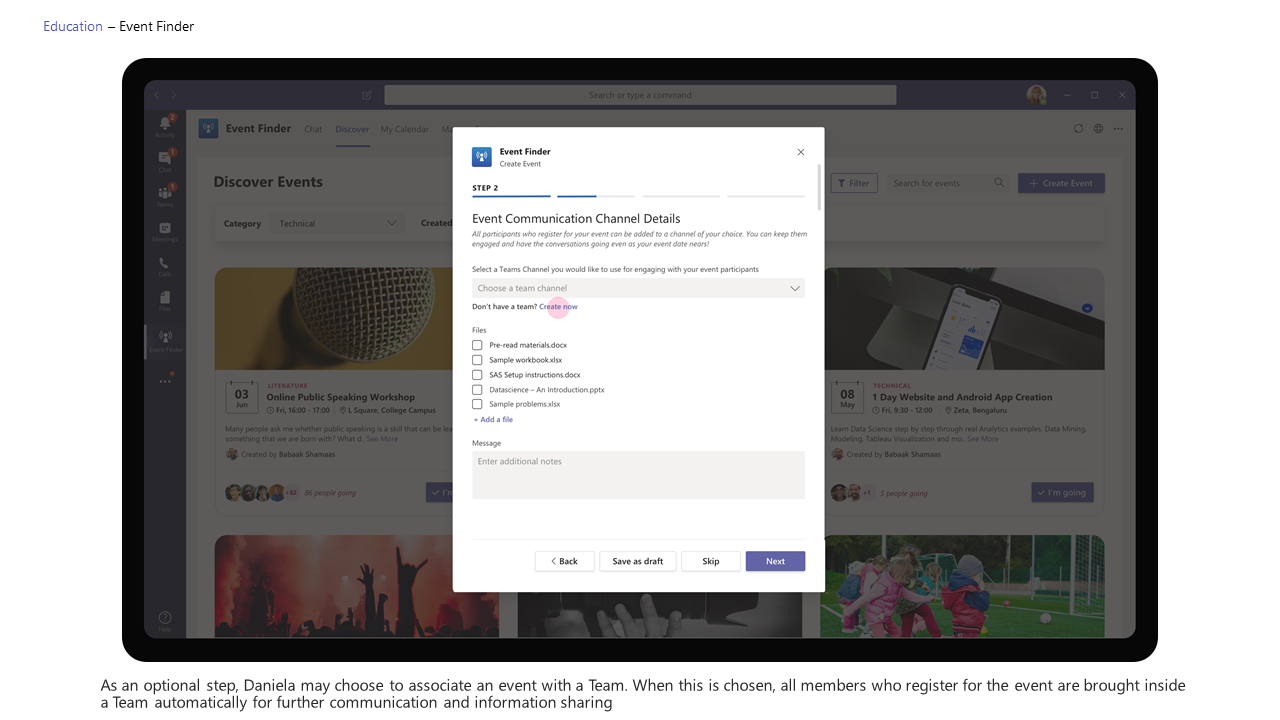 Education – Event Finder
Search or type a command
2
Activity
1
Chat
1
Teams
Meetings
Calls
Files
Event Finder
Help
Event Finder Chat Discover My Calendar
Discover Events
Filter
Search for events
+ Create Event
Category Technical Created
Event Finder
Create Event
STEP 2
Event Communication Channel Details
All participants who register for your event can be added to a channel of your choice. You can keep them
engaged and have the conversations going even as your event date nears!
Select a Teams Channel you would like to use for engaging with your event participants
Choose a team channel
Don't have a team? Create now
Files
Pre-read materials.docx
Sample workbook.xlsx
SAS Setup instructions.docx
Datascience – An Introduction.pptx
Sample problems.xlsx
+ Add a file
Message
Enter additional notes
Back
Save as draft
Skip
Next
03
Jun
LITERATURE
Online Public Speaking Workshop
Fri, 16:00 - 17:00 L Square, College Campus
Many people ask me whether public speaking is a skill that can be
something that we are born with? What d.. See More
Created by Babaak Shamaas
+82 86 people going
08
May
TECHNICAL
1 Day Website and Android App Creation
Fri, 9:30 - 12:00 Zeta, Bengaluru
Learn Data Science step by step through real Analytics examples. Data Mining,
Modeling, Tableau Visualization and mo.. See More
Created by Babaak Shamaas
+1 5 people going
I'm going
As an optional step, Daniela may choose to associate an event with a Team. When this is chosen, all members who register for the event are brought inside
a Team automatically for further communication and information sharing